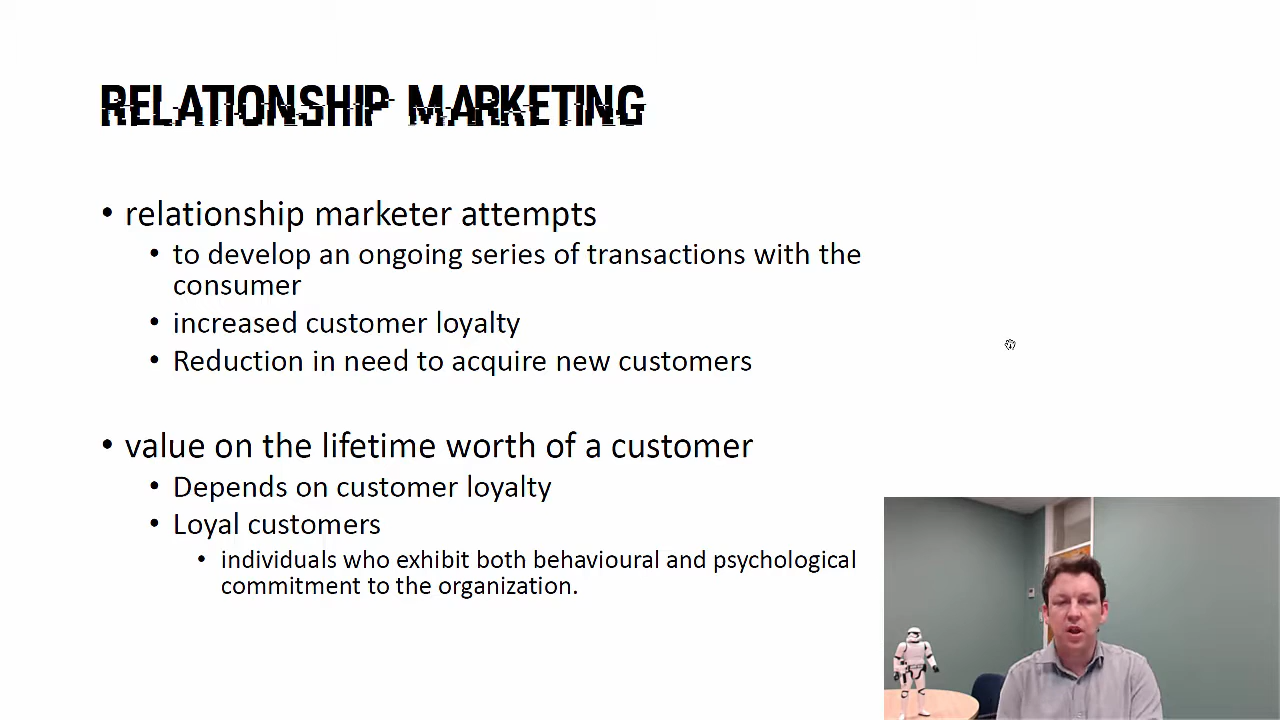 RELATIONSHIP MARKETING
• relationship marketer attempts
• to develop an ongoing series of transactions with the
consumer
• increased customer loyalty
• Reduction in need to acquire new customers
• value on the lifetime worth of a customer
• Depends on customer loyalty
• Loyal customers
• individuals who exhibit both behavioural and psychological
commitment to the organization.